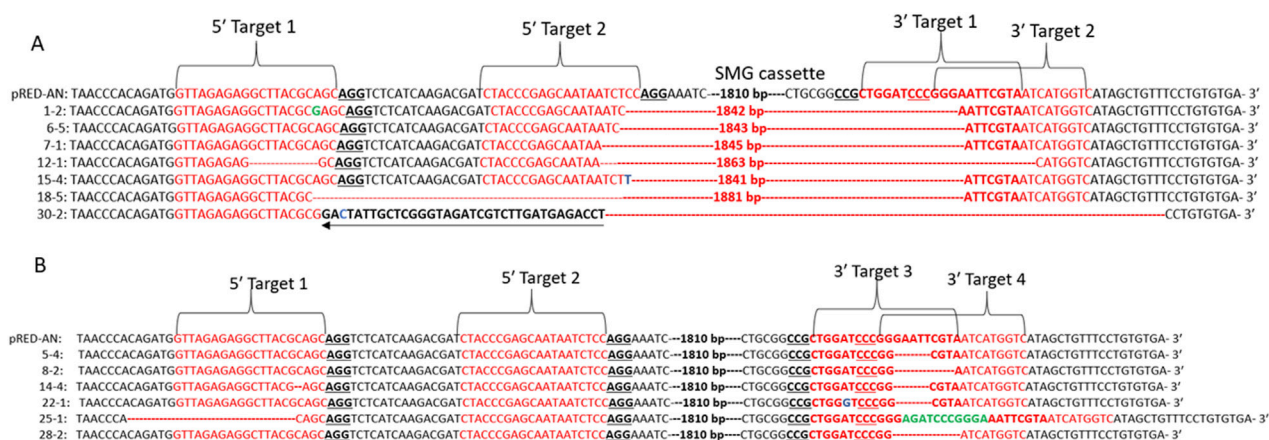 A
5’ Target 1 5’ Target 2 3’ Target 1 3’ Target 2
SMG cassette
pRED-AN: TAACCCACAGATGGTTAGAGAGGCTTACGCAGCAGGTCTCATCAAGACGATCTACCCGAGCAATAATCTCCAGGAAATC--1810 bp----CTGCGGCCGCTGGATCCCGGGAATTCGTAATCATGGTCATAGCTGTTTCCTGTGTGA- 3’
1-2: TAACCCACAGATGGTTAGAGAGGCTTACGCGAGCAGGTCTCATCAAGACGATCTACCCGAGCAATAATC----1842 bp----AATTCGTAATCATGGTCATAGCTGTTTCCTGTGTGA- 3’
6-5: TAACCCACAGATGGTTAGAGAGGCTTACGCAGCAGGTCTCATCAAGACGATCTACCCGAGCAATAATC----1843 bp----ATTCGTAATCATGGTCATAGCTGTTTCCTGTGTGA- 3’
7-1: TAACCCACAGATGGTTAGAGAGGCTTACGCAGCAGGTCTCATCAAGACGATCTACCCGAGCAATAA----1845 bp----ATTCGTAATCATGGTCATAGCTGTTTCCTGTGTGA- 3’
12-1: TAACCCACAGATGGTTAGAGAG----GCAGGTCTCATCAAGACGATCTACCCGAGCAATAA----1863 bp----CATGGTCATAGCTGTTTCCTGTGTGA- 3’
15-4: TAACCCACAGATGGTTAGAGAGGCTTACGCAGCAGGTCTCATCAAGACGATCTACCCGAGCAATAATCTT----1841 bp----ATTCGTAATCATGGTCATAGCTGTTTCCTGTGTGA- 3’
18-5: TAACCCACAGATGGTTAGAGAGGCTTACGC----1881 bp----ATTCGTAATCATGGTCATAGCTGTTTCCTGTGTGA- 3’
30-2: TAACCCACAGATGGTTAGAGAGGCTTACGCGGACTATTGCTCGGGTAGATCGTCTTGATGAGACCT----CCTGTGTGA- 3’
B
5’ Target 1 5’ Target 2 3’ Target 3 3’ Target 4
pRED-AN: TAACCCACAGATGGTTAGAGAGGCTTACGCAGCAGGTCTCATCAAGACGATCTACCCGAGCAATAATCTCCAGGAAATC--1810 bp----CTGCGGCCGCTGGATCCCGGGAATTCGTAATCATGGTCATAGCTGTTTCCTGTGTGA- 3’
5-4: TAACCCACAGATGGTTAGAGAGGCTTACGCAGCAGGTCTCATCAAGACGATCTACCCGAGCAATAATCTCCAGGAAATC--1810 bp----CTGCGGCCGCTGGATCCCGG--------CGTAATCATGGTCATAGCTGTTTCCTGTGTGA- 3’
8-2: TAACCCACAGATGGTTAGAGAGGCTTACGCAGCAGGTCTCATCAAGACGATCTACCCGAGCAATAATCTCCAGGAAATC--1810 bp----CTGCGGCCGCTGGATCCCGG----------AATCATGGTCATAGCTGTTTCCTGTGTGA- 3’
14-4: TAACCCACAGATGGTTAGAGAGGCTTACG--AGCAGGTCTCATCAAGACGATCTACCCGAGCAATAATCTCCAGGAAATC--1810 bp----CTGCGGCCGCTGGATCCCGG--------CGTAATCATGGTCATAGCTGTTTCCTGTGTGA- 3’
22-1: TAACCCACAGATGGTTAGAGAGGCTTACGCAGCAGGTCTCATCAAGACGATCTACCCGAGCAATAATCTCCAGGAAATC--1810 bp----CTGCGGCCGCTGGGTCCCGG--------CGTAATCATGGTCATAGCTGTTTCCTGTGTGA- 3’
25-1: TAACCCA----CAGCAGGTCTCATCAAGACGATCTACCCGAGCAATAATCTCCAGGAAATC--1810 bp----CTGCGGCCGCTGGATCCCGGGAGATCCCGGGAAATTCGTAATCATGGTCATAGCTGTTTCCTGTGTGA- 3’
28-2: TAACCCACAGATGGTTAGAGAGGCTTACGCAGCAGGTCTCATCAAGACGATCTACCCGAGCAATAATCTCCAGGAAATC--1810 bp----CTGCGGCCGCTGGATCCCGG----------ATCATGGTCATAGCTGTTTCCTGTGTGA- 3’